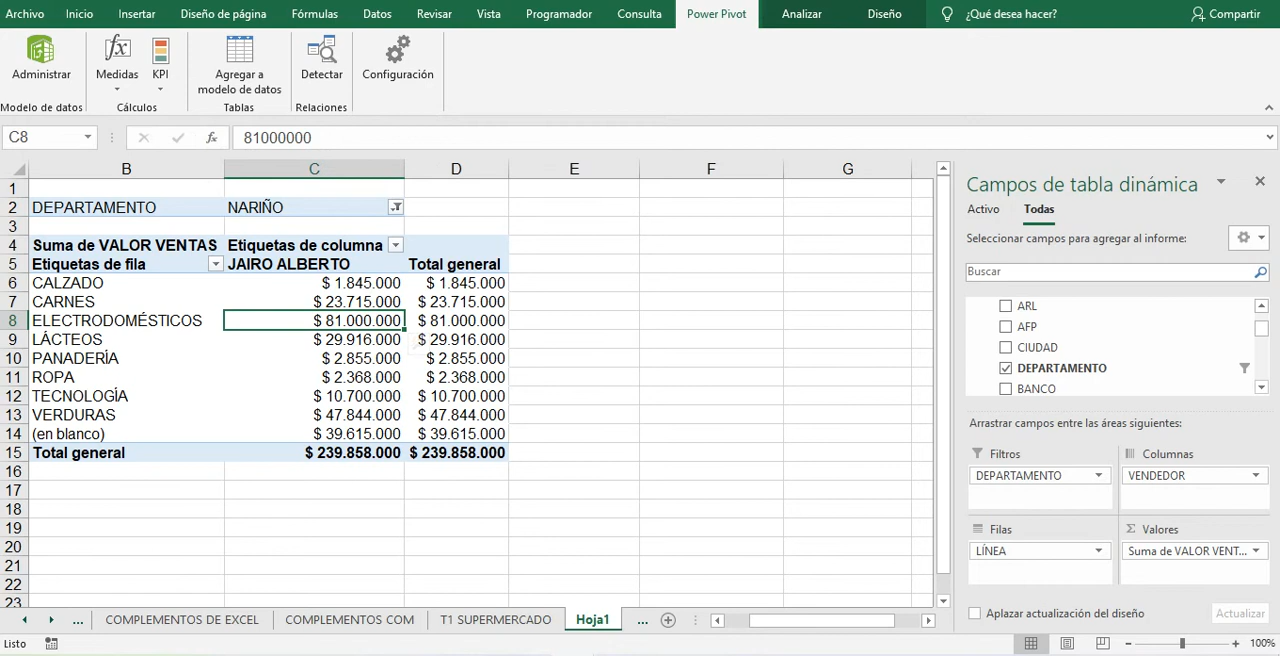 Archivo Inicio Insertar Diseño de página Fórmulas Datos Revisar Vista Programador Consulta Power Pivot Analizar Diseño ¿Qué desea hacer? Compartir
Administrar Medidas KPI Agregar a modelo de datos Detectar Configuración
Modelo de datos Cálculos Tablas Relaciones
C8 fx 81000000
B C D E F G
1
2 DEPARTAMENTO NARIÑO
3
4 Suma de VALOR VENTAS Etiquetas de columna
5 Etiquetas de fila JAIRO ALBERTO Total general
6 CALZADO $ 1.845.000 $ 1.845.000
7 CARNES $ 23.715.000 $ 23.715.000
8 ELECTRODOMÉSTICOS $ 81.000.000 $ 81.000.000
9 LÁCTEOS $ 29.916.000 $ 29.916.000
10 PANADERÍA $ 2.855.000 $ 2.855.000
11 ROPA $ 2.368.000 $ 2.368.000
12 TECNOLOGÍA $ 10.700.000 $ 10.700.000
13 VERDURAS $ 47.844.000 $ 47.844.000
14 (en blanco) $ 39.615.000 $ 39.615.000
15 Total general $ 239.858.000 $ 239.858.000
16
17
18
19
20
21
22
23
Campos de tabla dinámica
Activo Todas
Seleccionar campos para agregar al informe:
Buscar
ARL
AFP
CIUDAD
DEPARTAMENTO
BANCO
Arrastrar campos entre las áreas siguientes:
Filtros Columnas
DEPARTAMENTO VENDEDOR
Filas Σ Valores
LÍNEA Suma de VALOR VENT...
Aplazar actualización del diseño Actualizar
... COMPLEMENTOS DE EXCEL COMPLEMENTOS COM T1 SUPERMERCADO Hoja1 ...
Listo 100%